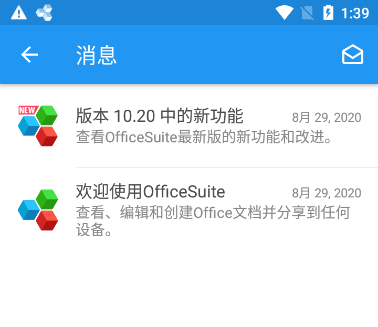 1:39
消息
NEW
版本 10.20 中的新功能
8月 29, 2020
查看OfficeSuite最新版的新功能和改进。
欢迎使用OfficeSuite
8月 29, 2020
查看、编辑和创建Office文档并分享到任何
设备。